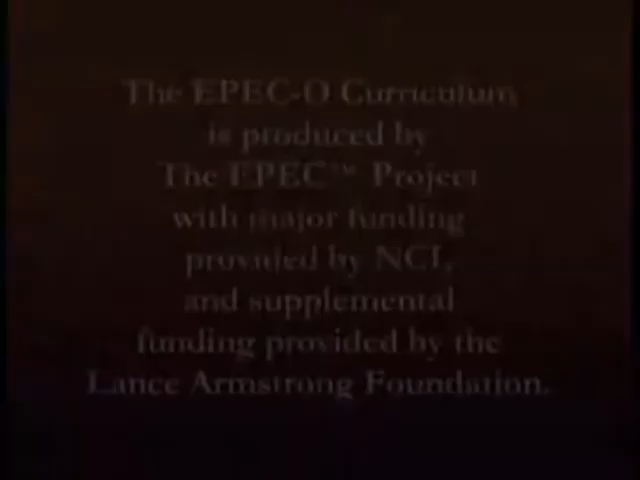 The EPEC-O Curriculum
is produced by
The EPEC™ Project
with major funding
provided by NCI,
and supplemental
funding provided by the
Lance Armstrong Foundation.